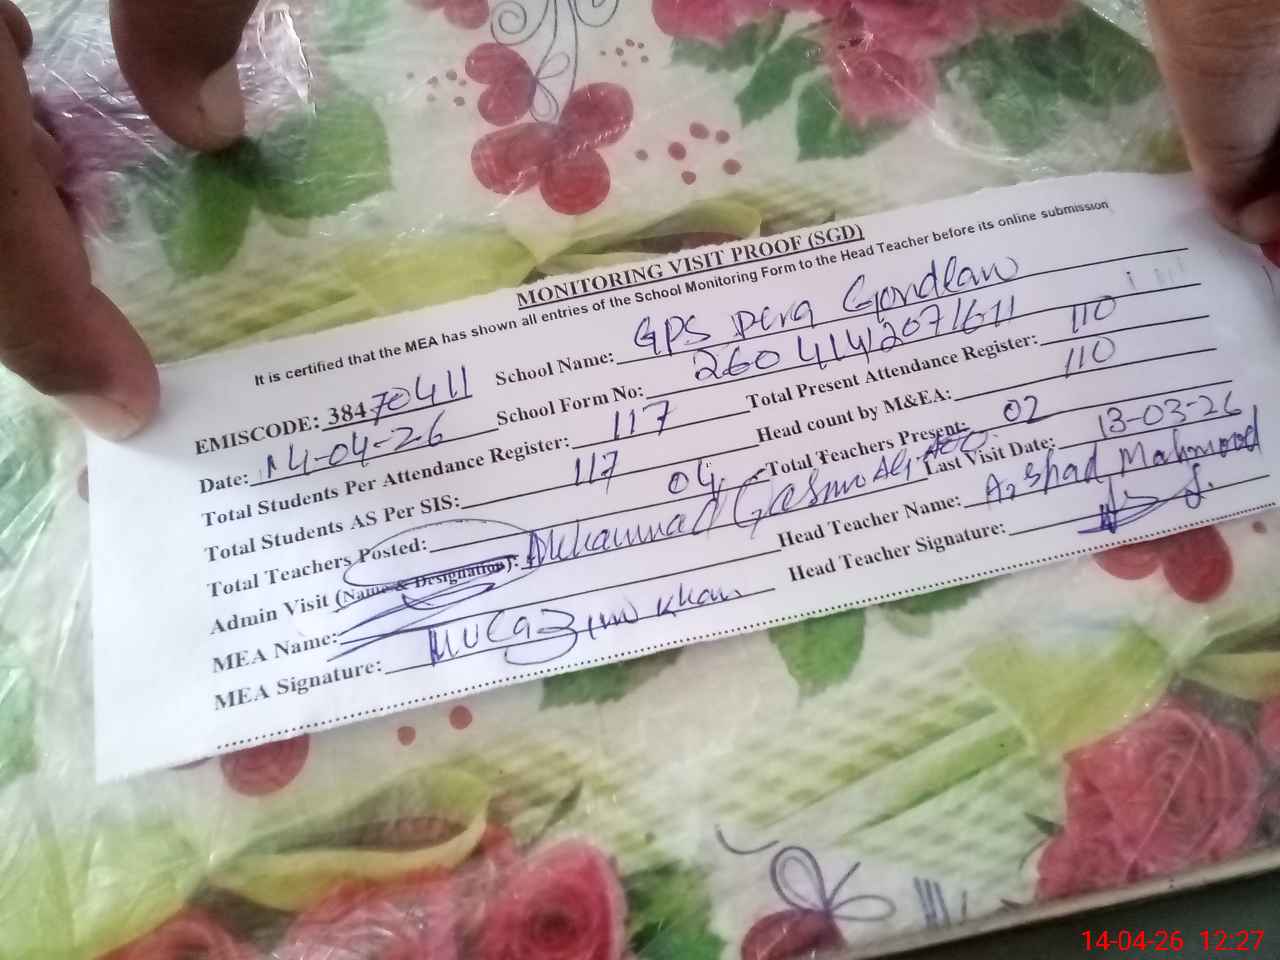 MONITORING VISIT PROOF (SGD)
It is certified that the MEA has shown all entries of the School Monitoring Form to the Head Teacher before its online submission
EMISCODE: 38470411 School Name: GPS Dera Gondlan
Date: 14-04-26 School Form No: 26041412071611
Total Students Per Attendance Register: 117 Total Present Attendance Register: 110
Total Students AS Per SIS: 117 Head count by M&EA: 110
Total Teachers Posted: 04 Total Teachers Present: 02
Admin Visit (Name & Designation): Muhammad Last Visit Date: 13-03-26
MEA Name: Head Teacher Name: Arshad Mahmood
MEA Signature: Khan Head Teacher Signature:
14-04-26 12:27